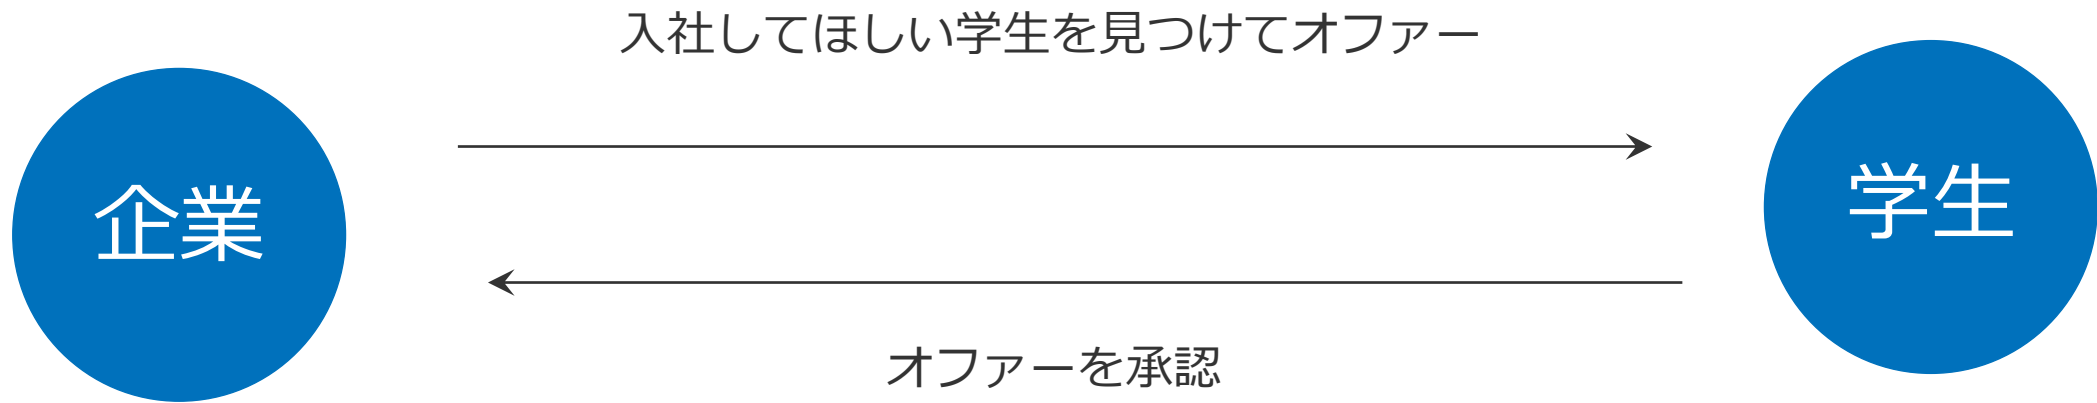 入社してほしい学生を見つけてオファー
企業
学生
オファーを承認